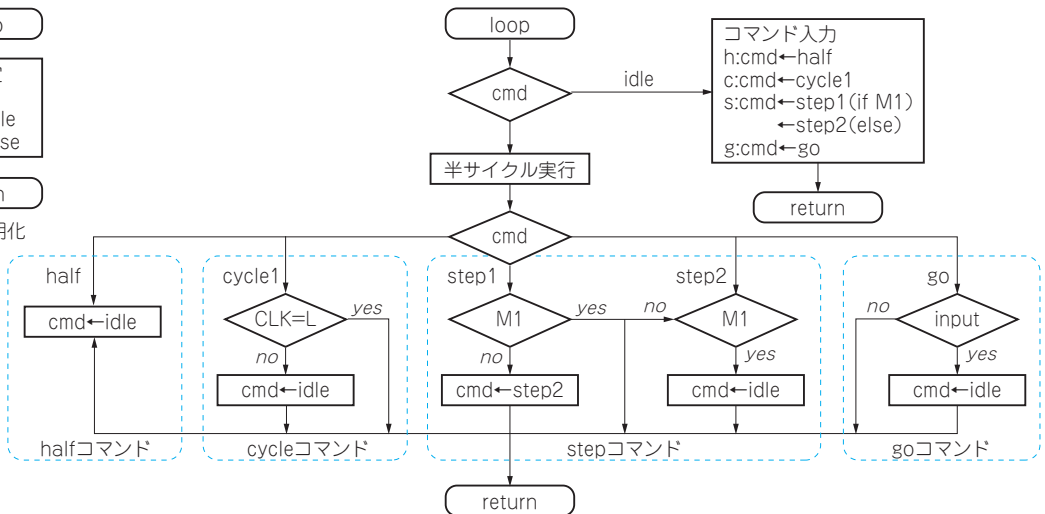 loop
cmd
idle
コマンド入力
h:cmd←half
c:cmd←cycle1
s:cmd←step1(if M1)
←step2(else)
g:cmd←go
return
半サイクル実行
cmd
half
cmd←idle
halfコマンド
cycle1
CLK=L
yes
no
cmd←idle
cycleコマンド
step1
M1
yes
no
cmd←step2
step2
no
M1
yes
cmd←idle
stepコマンド
go
no
input
yes
cmd←idle
goコマンド
return